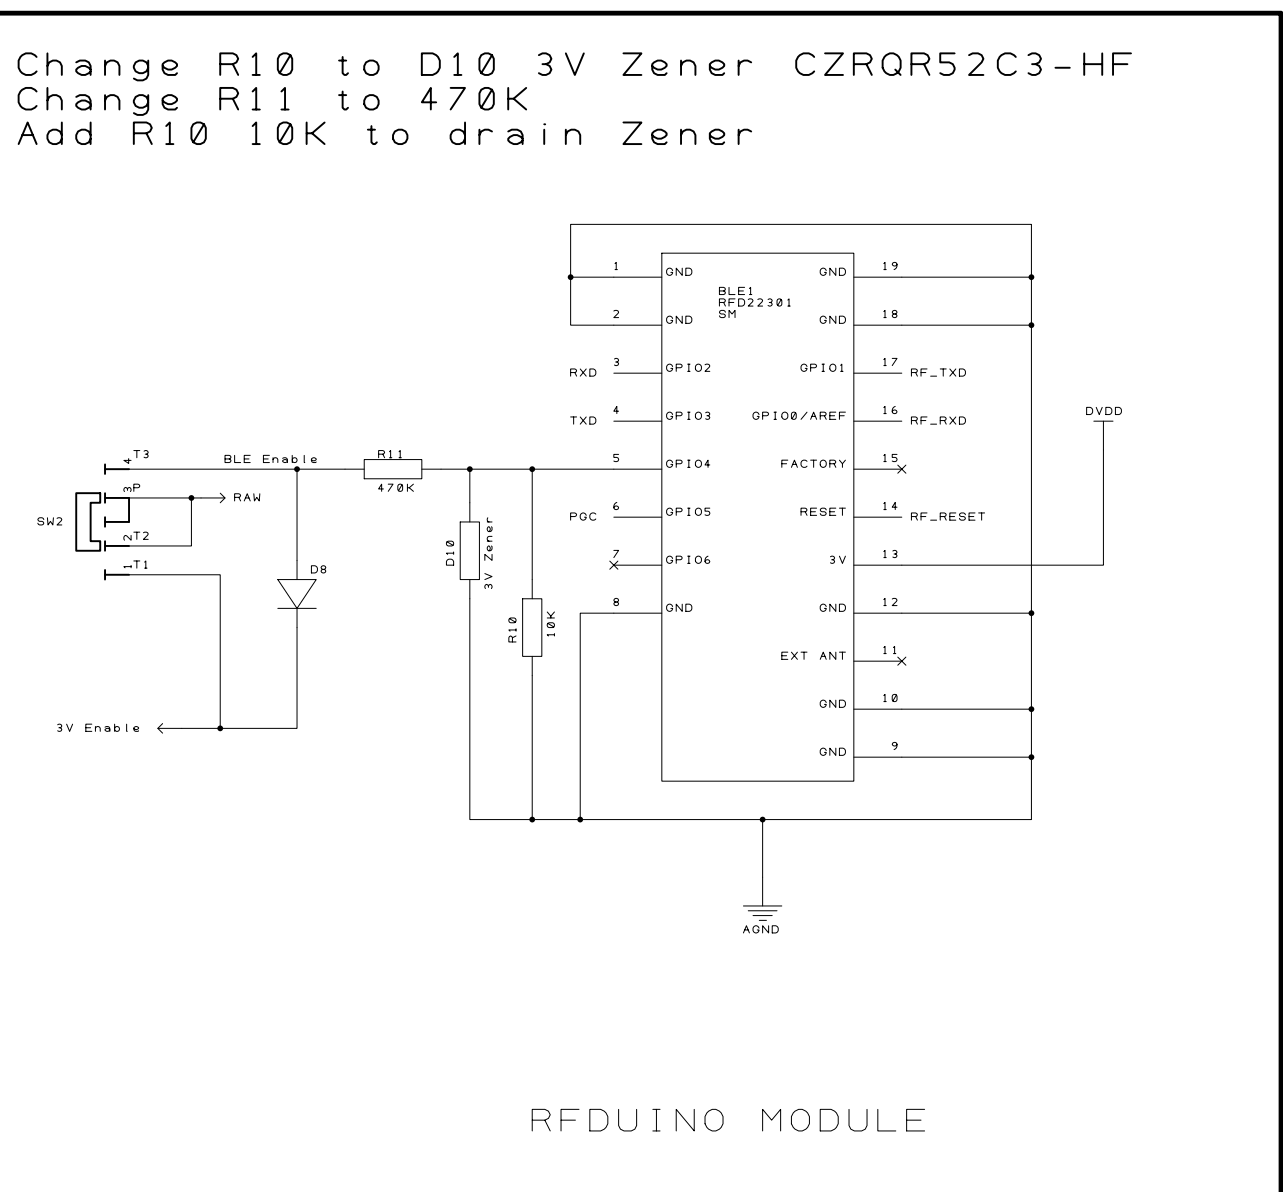 Change R10 to D10 3V Zener CZRQR52C3-HF
Change R11 to 470K
Add R10 10K to drain Zener
1 GND GND 19
BLE1
RFD22301
SM
2 GND GND 18
RXD 3 GPIO2 GPIO1 17 RF_TXD
TXD 4 GPIO3 GPIO0/AREF 16 RF_RXD
DVDD
4 T3
BLE Enable
R11
470K
5 GPIO4 FACTORY 15
3 P
RAW
SW2
2 T2
PGC 6 GPIO5 RESET 14 RF_RESET
D10
3V Zener
1 T1
D8
7 GPIO6 3V 13
8 GND GND 12
R10
10K
EXT ANT 11
GND 10
3V Enable
GND 9
AGND
RFDUINO MODULE